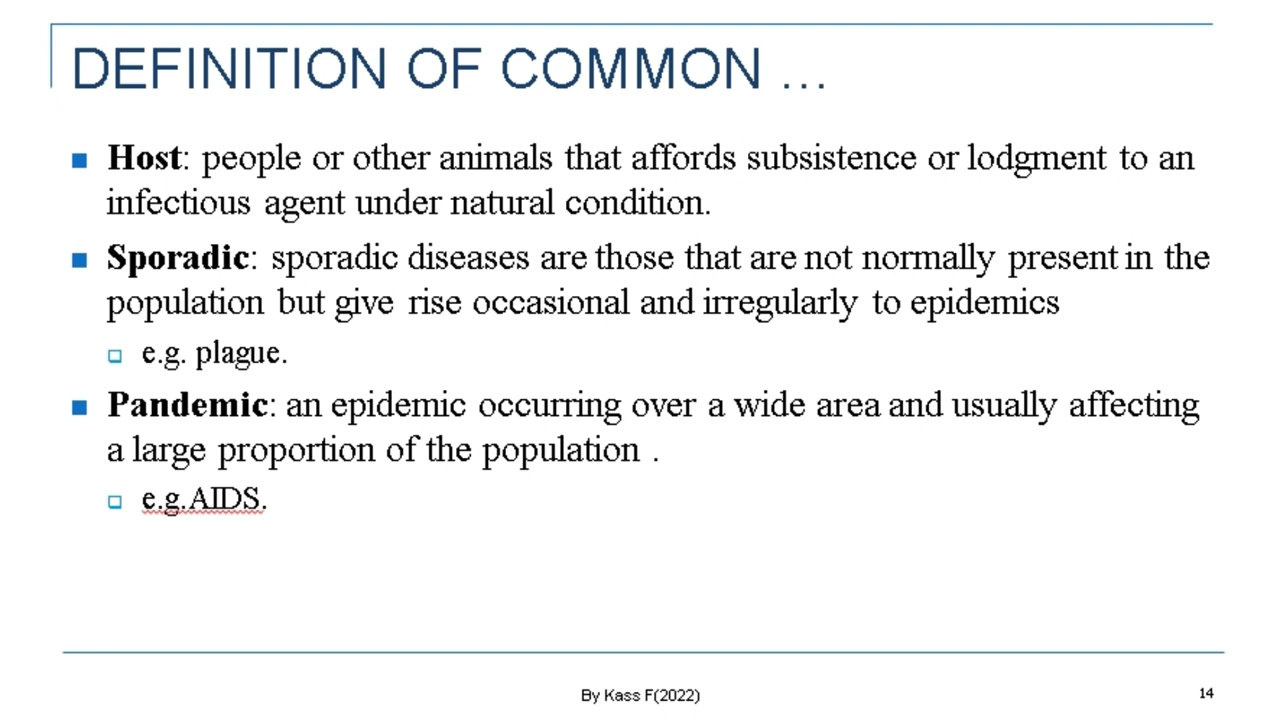 DEFINITION OF COMMON ...
Host: people or other animals that affords subsistence or lodgment to an
infectious agent under natural condition.
Sporadic: sporadic diseases are those that are not normally present in the
population but give rise occasional and irregularly to epidemics
e.g. plague.
Pandemic: an epidemic occurring over a wide area and usually affecting
a large proportion of the population .
e.g.AIDS.
By Kass F(2022)
14